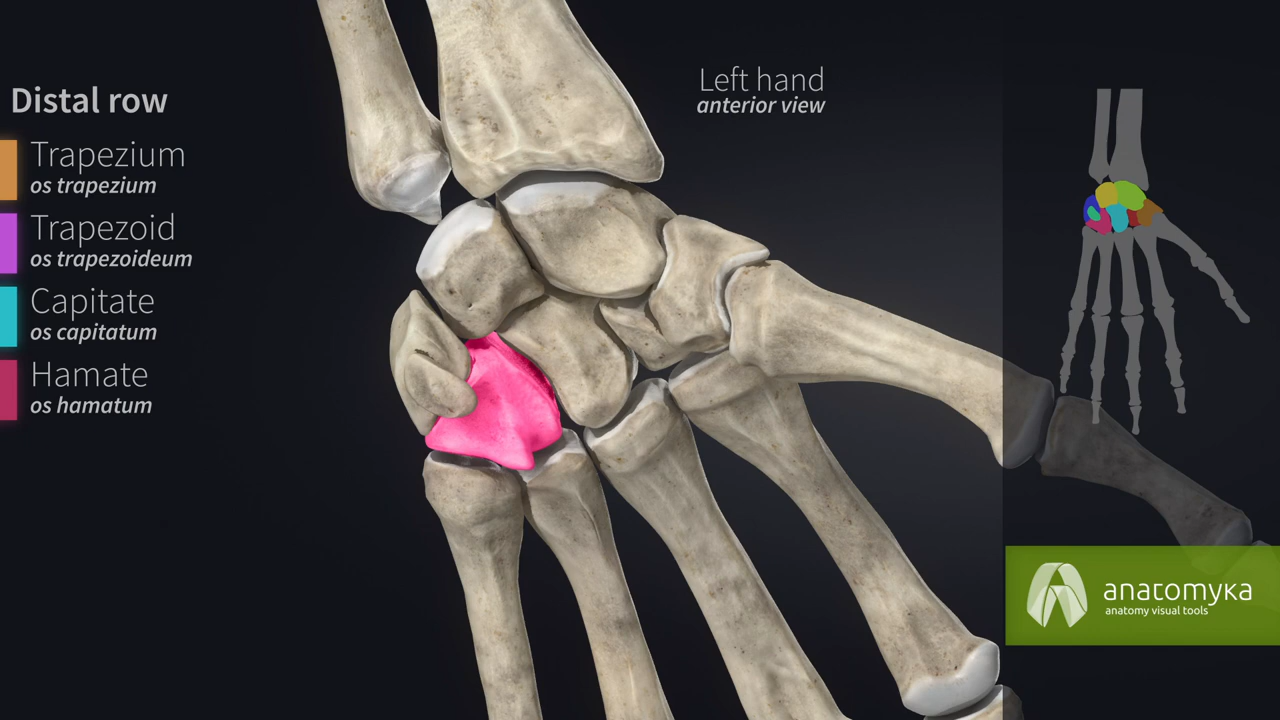 Distal row
Trapezium
os trapezium
Trapezoid
os trapezoideum
Capitate
os capitatum
Hamate
os hamatum
Left hand
anterior view
anatomyka
anatomy visual tools